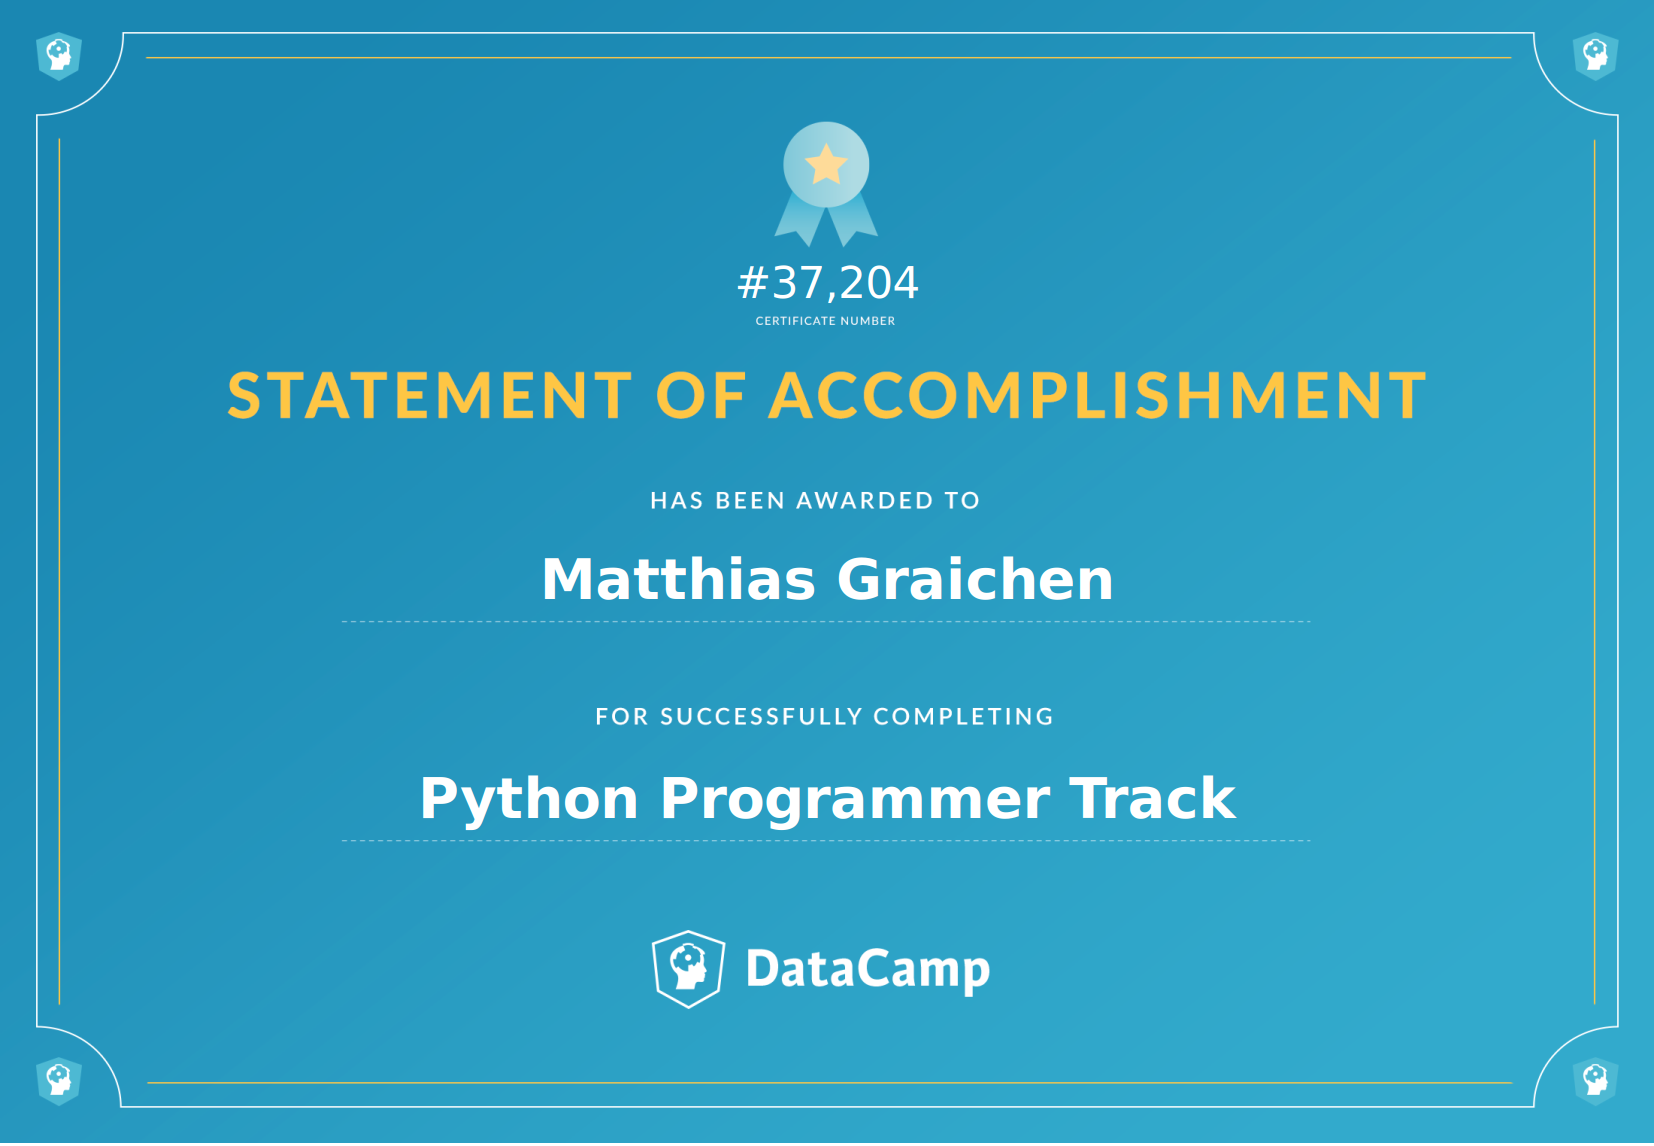 #37,204
CERTIFICATE NUMBER
STATEMENT OF ACCOMPLISHMENT
HAS BEEN AWARDED TO
Matthias Graichen
FOR SUCCESSFULLY COMPLETING
Python Programmer Track
DataCamp